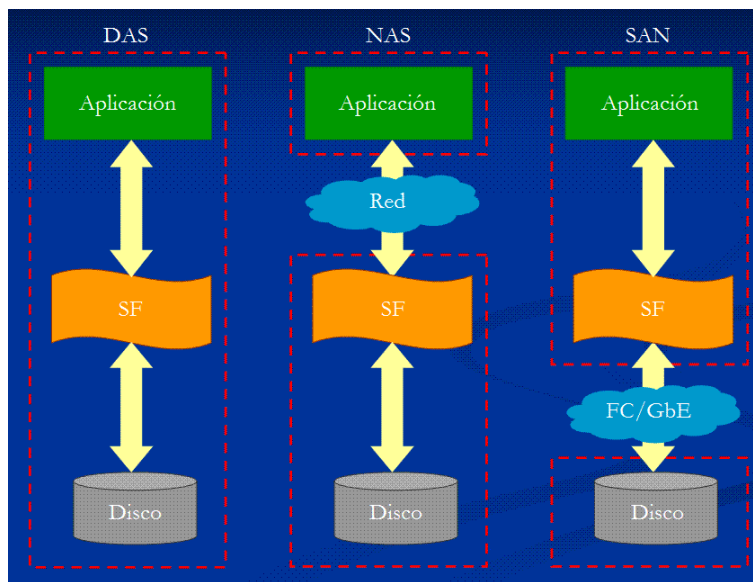 DAS
NAS
SAN
Aplicación
Aplicación
Aplicación
Red
SF
SF
SF
FC/GbE
Disco
Disco
Disco